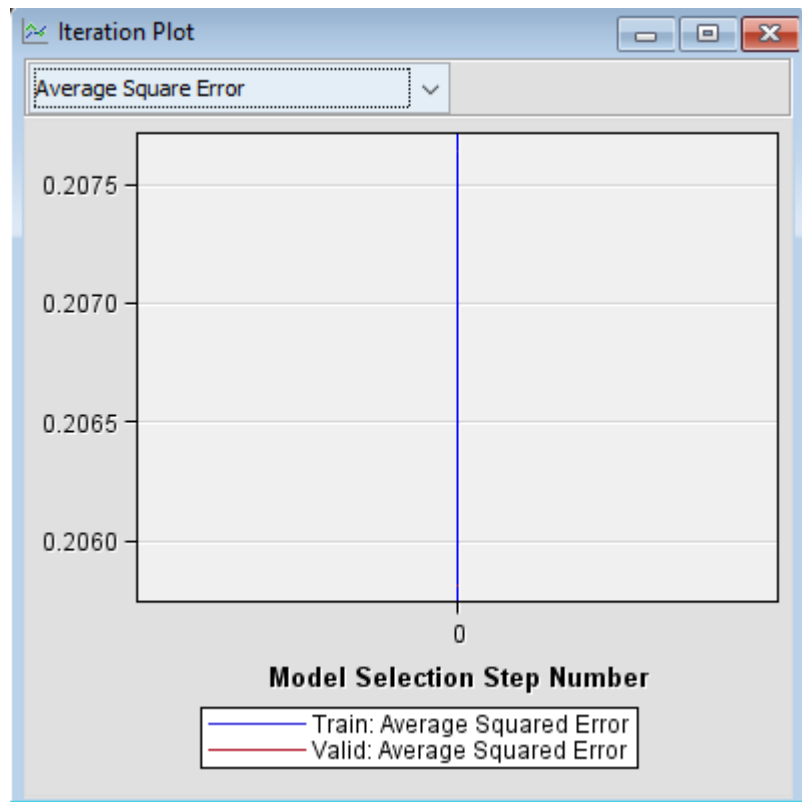 Iteration Plot
Average Square Error
0.2075
0.2070
0.2065
0.2060
0
Model Selection Step Number
Train: Average Squared Error
Valid: Average Squared Error